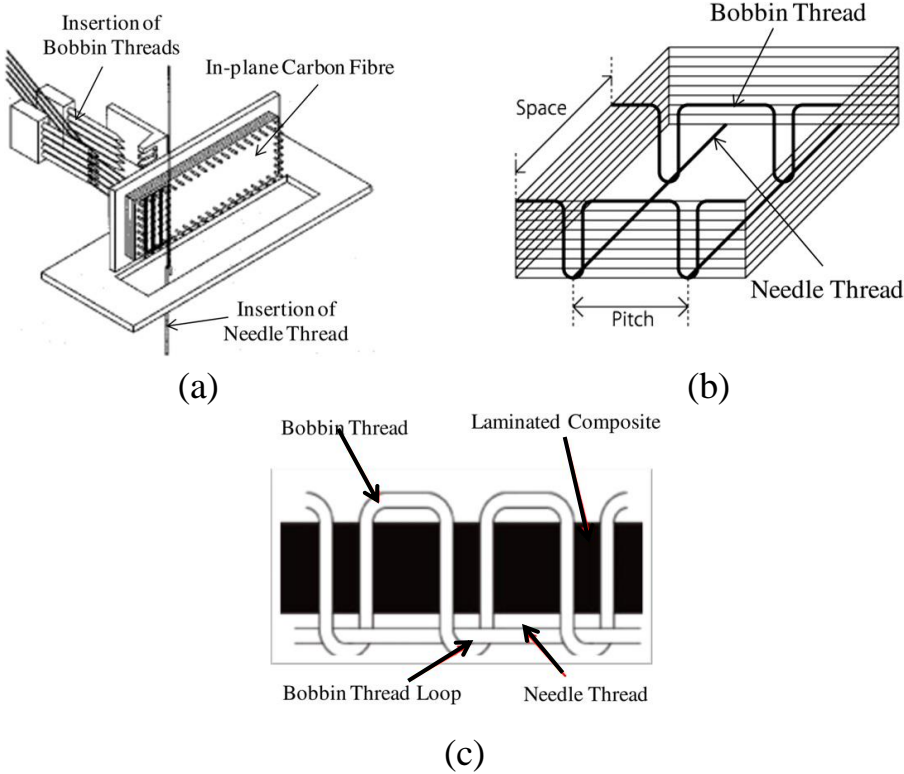 Insertion of
Bobbin Threads
In-plane Carbon Fibre
Insertion of
Needle Thread
(a)
Bobbin Thread
Space
Needle Thread
Pitch
(b)
Bobbin Thread
Laminated Composite
Bobbin Thread Loop
Needle Thread
(c)